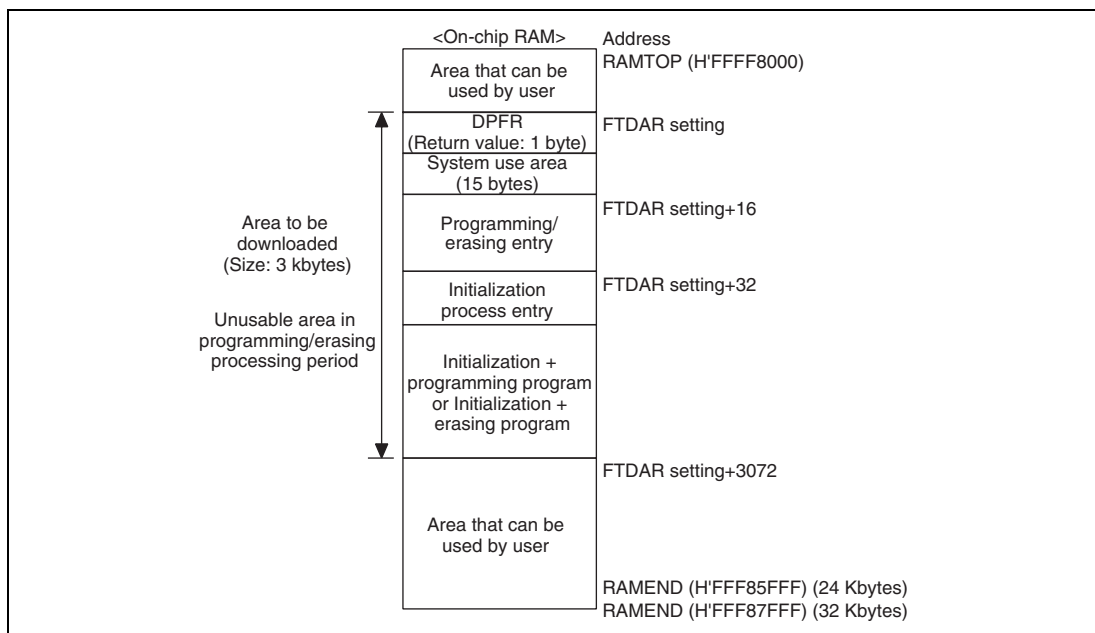 <On-chip RAM>
Address
RAMTOP (H'FFFF8000)
Area that can be
used by user
DPFR
(Return value: 1 byte)
FTDAR setting
System use area
(15 bytes)
FTDAR setting+16
Programming/
erasing entry
Area to be
downloaded
(Size: 3 kbytes)
FTDAR setting+32
Initialization
process entry
Unusable area in
programming/erasing
processing period
Initialization +
programming program
or Initialization +
erasing program
FTDAR setting+3072
Area that can be
used by user
RAMEND (H'FFF85FFF) (24 Kbytes)
RAMEND (H'FFF87FFF) (32 Kbytes)